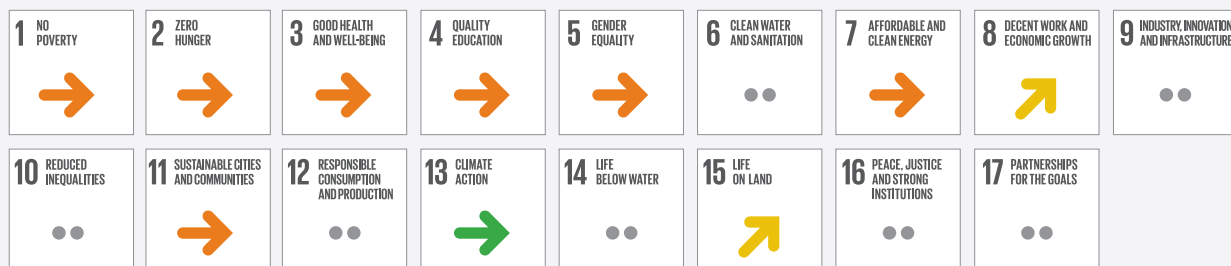 1 NO
POVERTY
2 ZERO
HUNGER
3 GOOD HEALTH
AND WELL-BEING
4 QUALITY
EDUCATION
5 GENDER
EQUALITY
6 CLEAN WATER
AND SANITATION
7 AFFORDABLE AND
CLEAN ENERGY
8 DECENT WORK AND
ECONOMIC GROWTH
9 INDUSTRY, INNOVATION
AND INFRASTRUCTURE
10 REDUCED
INEQUALITIES
11 SUSTAINABLE CITIES
AND COMMUNITIES
12 RESPONSIBLE
CONSUMPTION
AND PRODUCTION
13 CLIMATE
ACTION
14 LIFE
BELOW WATER
15 LIFE
ON LAND
16 PEACE, JUSTICE
AND STRONG
INSTITUTIONS
17 PARTNERSHIPS
FOR THE GOALS